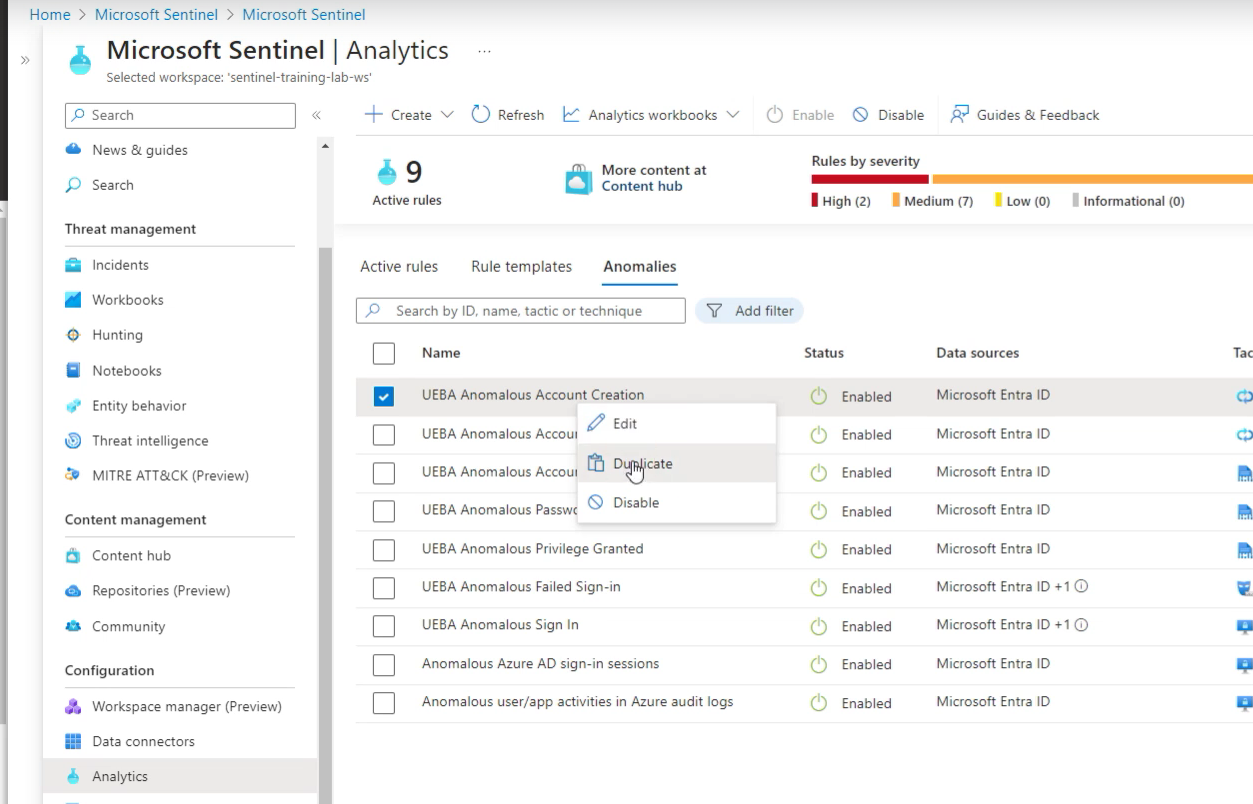 Home > Microsoft Sentinel > Microsoft Sentinel
Microsoft Sentinel | Analytics ...
Selected workspace: 'sentinel-training-lab-ws'
Search
News & guides
Search
Threat management
Incidents
Workbooks
Hunting
Notebooks
Entity behavior
Threat intelligence
MITRE ATT&CK (Preview)
Content management
Content hub
Repositories (Preview)
Community
Configuration
Workspace manager (Preview)
Data connectors
Analytics
Create Refresh Analytics workbooks Enable Disable Guides & Feedback
9
Active rules
More content at
Content hub
Rules by severity
High (2) Medium (7) Low (0) Informational (0)
Active rules Rule templates Anomalies
Search by ID, name, tactic or technique Add filter
Name Status Data sources Tac
UEBA Anomalous Account Creation Enabled Microsoft Entra ID
UEBA Anomalous Accou Enabled Microsoft Entra ID
UEBA Anomalous Accou Enabled Microsoft Entra ID
UEBA Anomalous Passwo Enabled Microsoft Entra ID
UEBA Anomalous Privilege Granted Enabled Microsoft Entra ID
UEBA Anomalous Failed Sign-in Enabled Microsoft Entra ID +1
UEBA Anomalous Sign In Enabled Microsoft Entra ID +1
Anomalous Azure AD sign-in sessions Enabled Microsoft Entra ID
Anomalous user/app activities in Azure audit logs Enabled Microsoft Entra ID
Edit
Duplicate
Disable